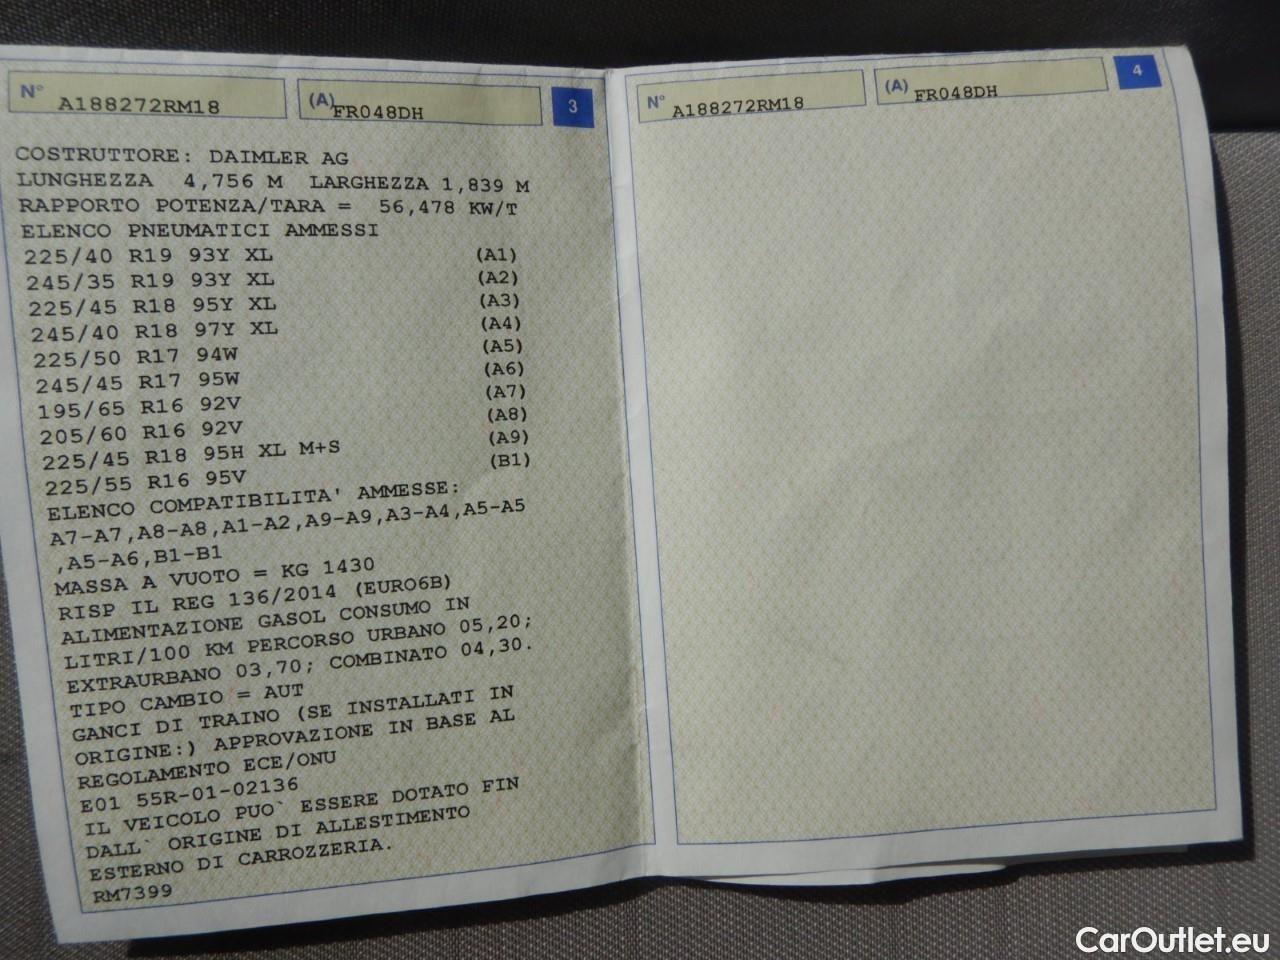 N° A188272RM18 (A) FR048DH 3
COSTRUTTORE: DAIMLER AG
LUNGHEZZA 4,756 M LARGHEZZA 1,839 M
RAPPORTO POTENZA/TARA = 56,478 KW/T
ELENCO PNEUMATICI AMMESSI
225/40 R19 93Y XL (A1)
245/35 R19 93Y XL (A2)
225/45 R18 95Y XL (A3)
245/40 R18 97Y XL (A4)
225/50 R17 94W (A5)
245/45 R17 95W (A6)
195/65 R16 92V (A7)
205/60 R16 92V (A8)
225/45 R18 95H XL M+S (A9)
225/55 R16 95V (B1)
ELENCO COMPATIBILITA' AMMESSE:
A7-A7,A8-A8,A1-A2,A9-A9,A3-A4,A5-A5
,A5-A6,B1-B1
MASSA A VUOTO = KG 1430
RISP IL REG 136/2014 (EURO6B)
ALIMENTAZIONE GASOL CONSUMO IN
LITRI/100 KM PERCORSO URBANO 05,20;
EXTRAURBANO 03,70; COMBINATO 04,30.
TIPO CAMBIO = AUT
GANCI DI TRAINO (SE INSTALLATI IN
ORIGINE:) APPROVAZIONE IN BASE AL
REGOLAMENTO ECE/ONU
E01 55R-01-02136
IL VEICOLO PUO` ESSERE DOTATO FIN
DALL` ORIGINE DI ALLESTIMENTO
ESTERNO DI CARROZZERIA.
RM7399
N° A188272RM18 (A) FR048DH 4
CarOutlet.eu